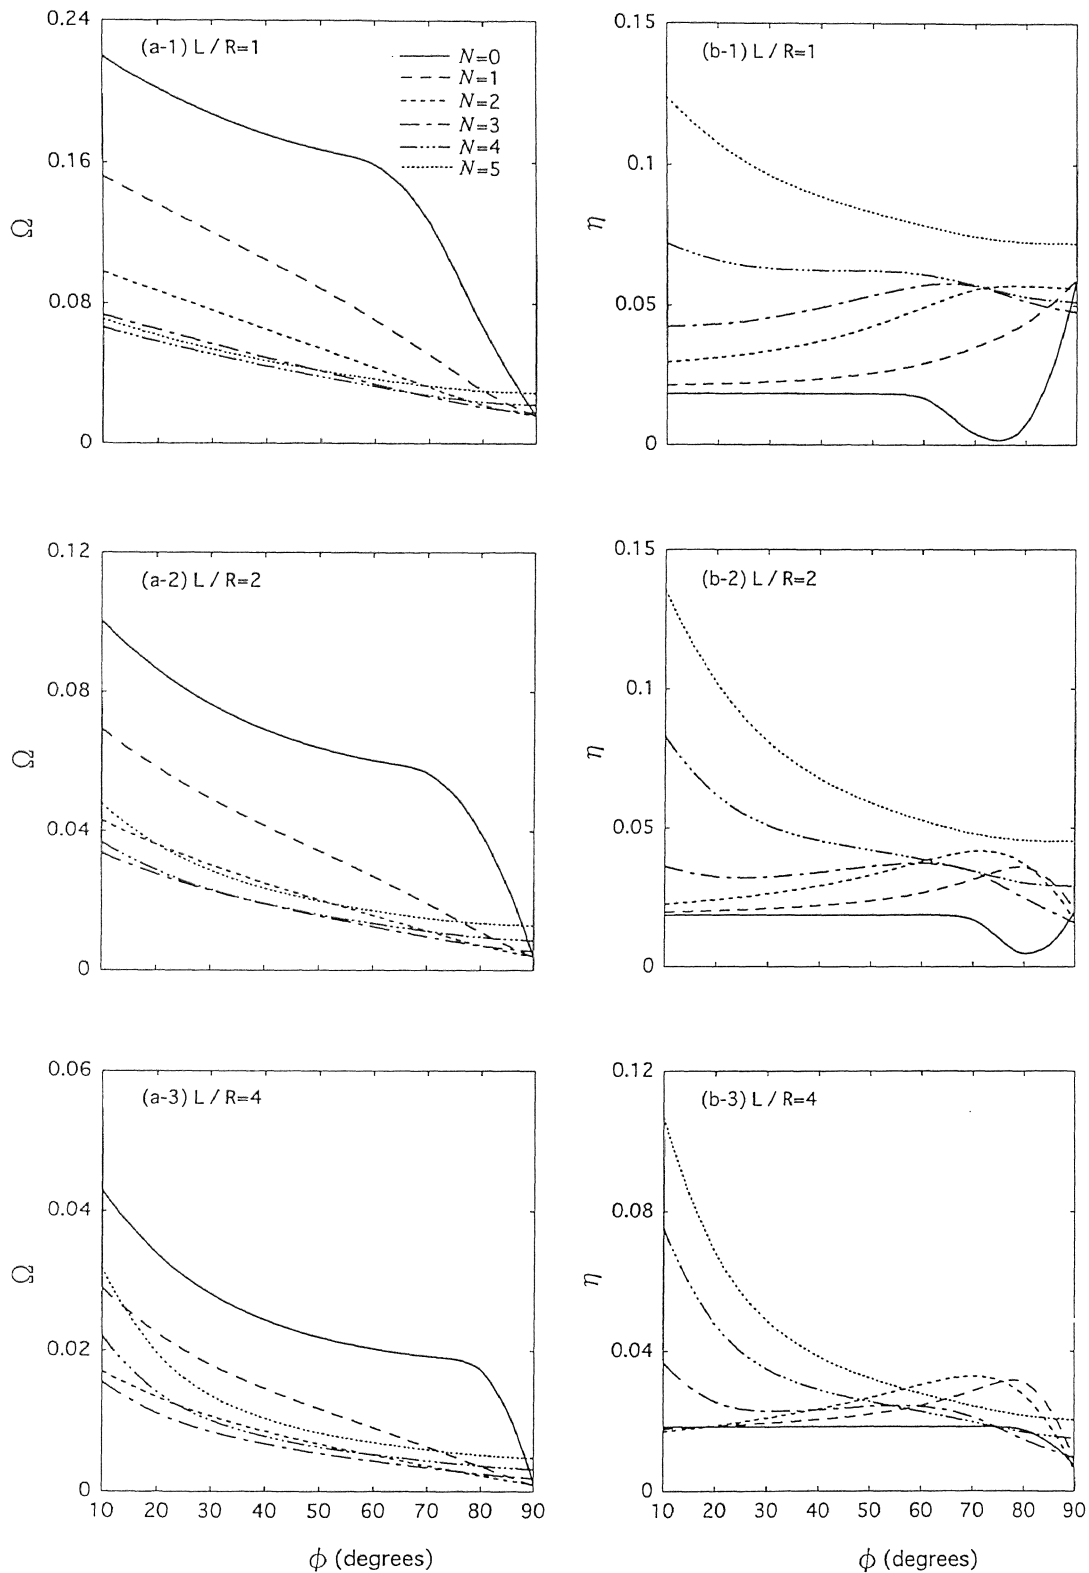 0.24
0.16
0.08
0
Ω
(a-1) L / R=1
N=0
N=1
N=2
N=3
N=4
N=5
0.15
0.1
0.05
0
η
(b-1) L / R=1
0.12
0.08
0.04
0
Ω
(a-2) L / R=2
0.15
0.1
0.05
0
η
(b-2) L / R=2
0.06
0.04
0.02
0
Ω
(a-3) L / R=4
10 20 30 40 50 60 70 80 90
ϕ (degrees)
0.12
0.08
0.04
0
η
(b-3) L / R=4
10 20 30 40 50 60 70 80 90
ϕ (degrees)